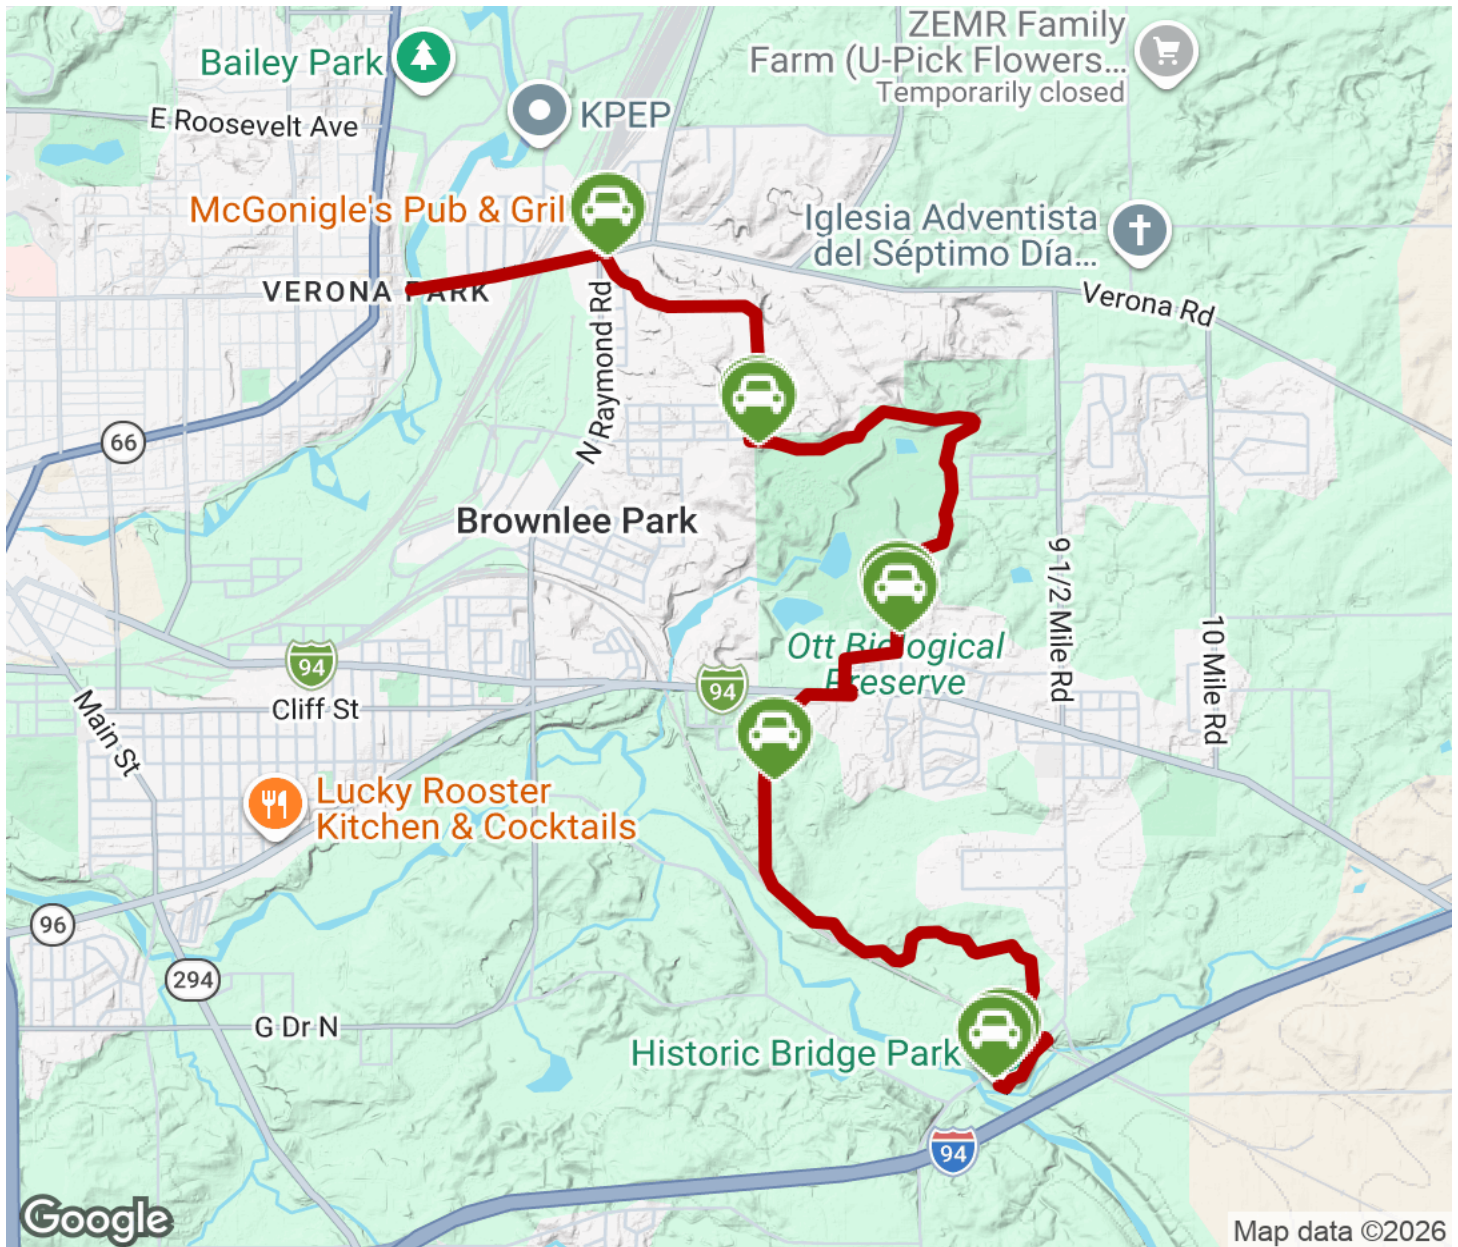 ZEMR Family
Farm (U-Pick Flowers...
Temporarily closed
Bailey Park
KPEP
E Roosevelt Ave
McGonigle's Pub & Gril
Iglesia Adventista
del Séptimo Día...
VERONA PARK
Verona Rd
N Raymond Rd
66
Brownlee Park
9 1/2 Mile Rd
10 Mile Rd
Ott Biological
Preserve
94
94
Cliff St
Main St
Lucky Rooster
Kitchen & Cocktails
96
294
G Dr N
Historic Bridge Park
94
Google
Map data ©2026